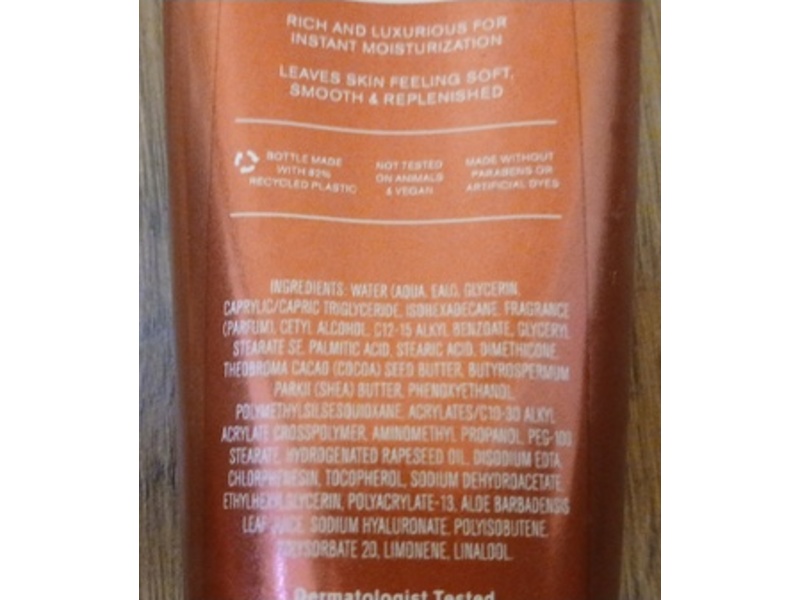 RICH AND LUXURIOUS FOR
INSTANT MOISTURIZATION
LEAVES SKIN FEELING SOFT,
SMOOTH & REPLENISHED
BOTTLE MADE
WITH 82%
RECYCLED PLASTIC
NOT TESTED
ON ANIMALS
& VEGAN
MADE WITHOUT
PARABENS OR
ARTIFICIAL DYES
INGREDIENTS: WATER (AQUA, EAU), GLYCERIN,
CAPRYLIC/CAPRIC TRIGLYCERIDE, ISOHEXADECANE, FRAGRANCE
(PARFUM), CETYL ALCOHOL, C12-15 ALKYL BENZOATE, GLYCERYL
STEARATE SE, PALMITIC ACID, STEARIC ACID, DIMETHICONE,
THEOBROMA CACAO (COCOA) SEED BUTTER, BUTYROSPERMUM
PARKII (SHEA) BUTTER, PHENOXYETHANOL,
POLYMETHYLSILSESQUIOXANE, ACRYLATES/C10-30 ALKYL
ACRYLATE CROSSPOLYMER, AMINOMETHYL PROPANOL, PEG-100
STEARATE, HYDROGENATED RAPESEED OIL, DISODIUM EDTA,
CHLORPHENESIN, TOCOPHEROL, SODIUM DEHYDROACETATE,
ETHYLHEXYLGLYCERIN, POLYACRYLATE-13, ALOE BARBADENSIS
LEAF JUICE, SODIUM HYALURONATE, POLYISOBUTENE,
POLYSORBATE 20, LIMONENE, LINALOOL.
Dermatologist Tested